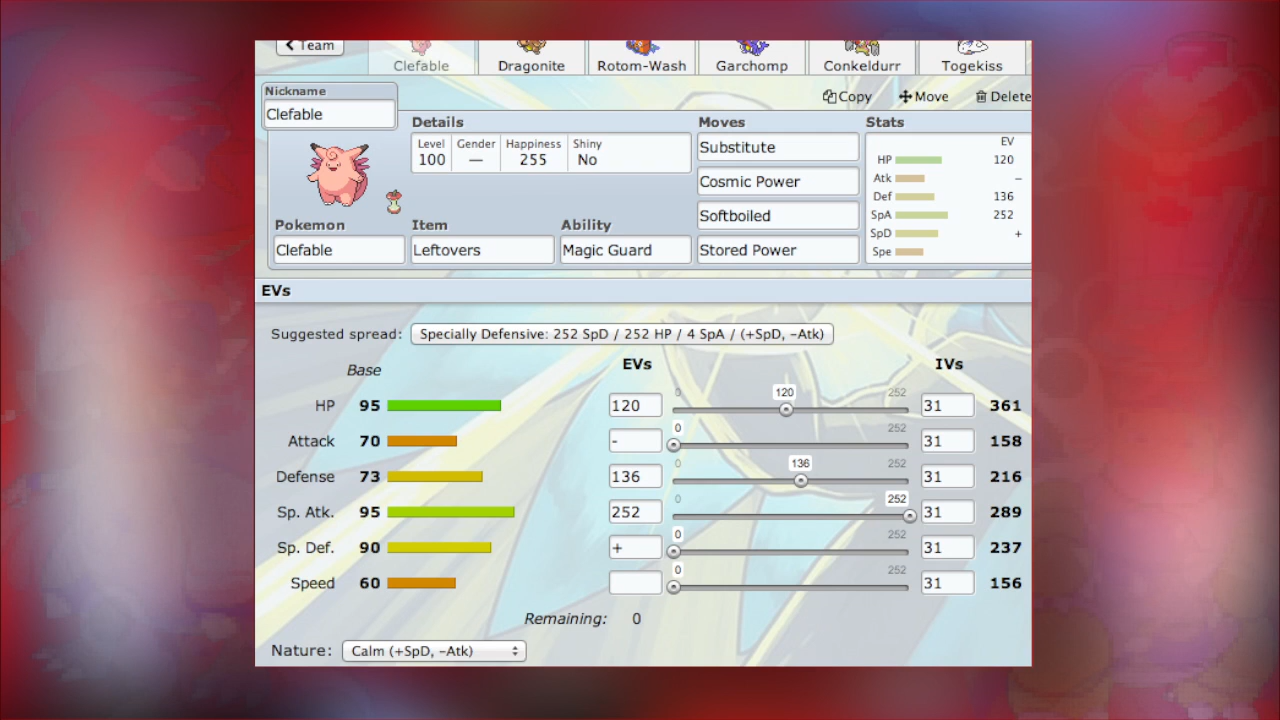 Team
Clefable Dragonite Rotom-Wash Garchomp Conkeldurr Togekiss
Copy Move Delete
Nickname
Clefable
Details
Level Gender Happiness Shiny
100 — 255 No
Pokemon
Clefable
Item
Leftovers
Ability
Magic Guard
Moves
Substitute
Cosmic Power
Softboiled
Stored Power
Stats
EV
HP 120
Atk –
Def 136
SpA 252
SpD +
Spe
EVs
Suggested spread: Specially Defensive: 252 SpD / 252 HP / 4 SpA / (+SpD, –Atk)
Base EVs IVs
HP 95 120 0 120 252 31 361
Attack 70 - 0 252 31 158
Defense 73 136 0 136 252 31 216
Sp. Atk. 95 252 0 252 31 289
Sp. Def. 90 + 0 252 31 237
Speed 60 0 252 31 156
Remaining: 0
Nature: Calm (+SpD, –Atk)